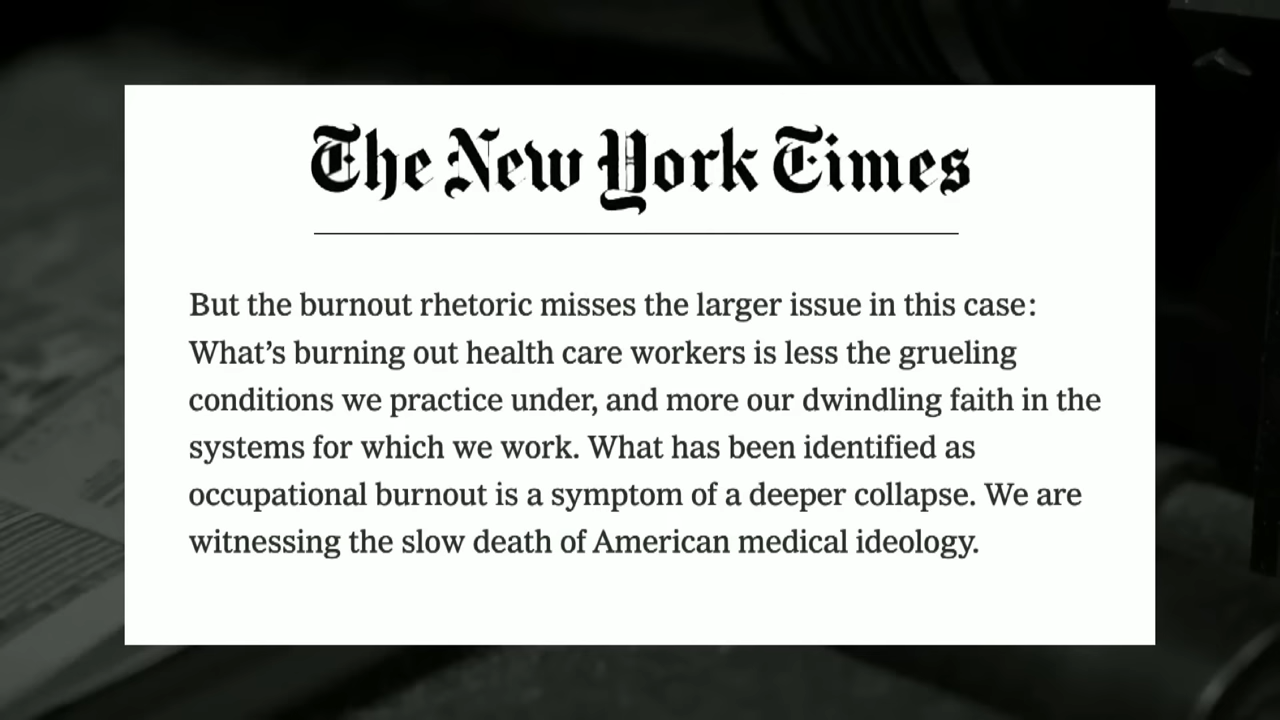 The New York Times
But the burnout rhetoric misses the larger issue in this case:
What’s burning out health care workers is less the grueling
conditions we practice under, and more our dwindling faith in the
systems for which we work. What has been identified as
occupational burnout is a symptom of a deeper collapse. We are
witnessing the slow death of American medical ideology.